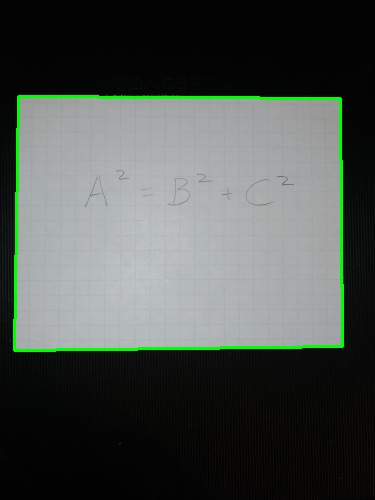 A² = B² + C²